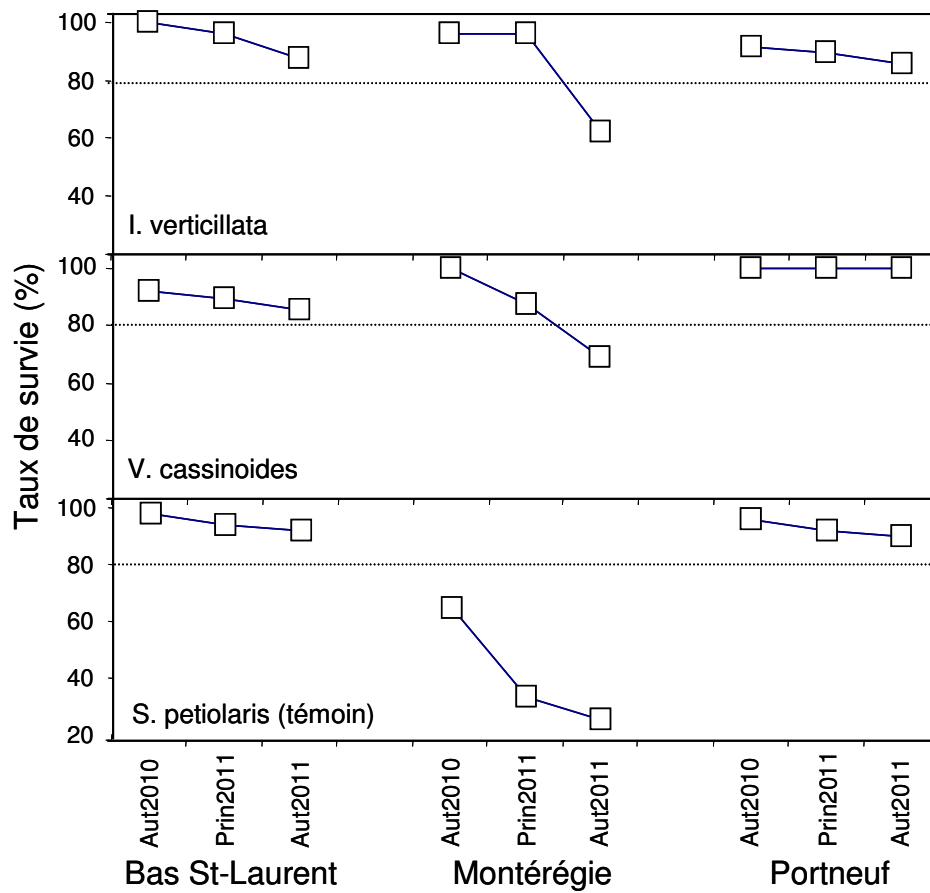 Taux de survie (%)
100
80
60
40
I. verticillata
100
80
60
40
V. cassinoides
100
80
60
40
20
S. petiolaris (témoin)
Aut2010
Prin2011
Aut2011
Aut2010
Prin2011
Aut2011
Aut2010
Prin2011
Aut2011
Bas St-Laurent
Montérégie
Portneuf